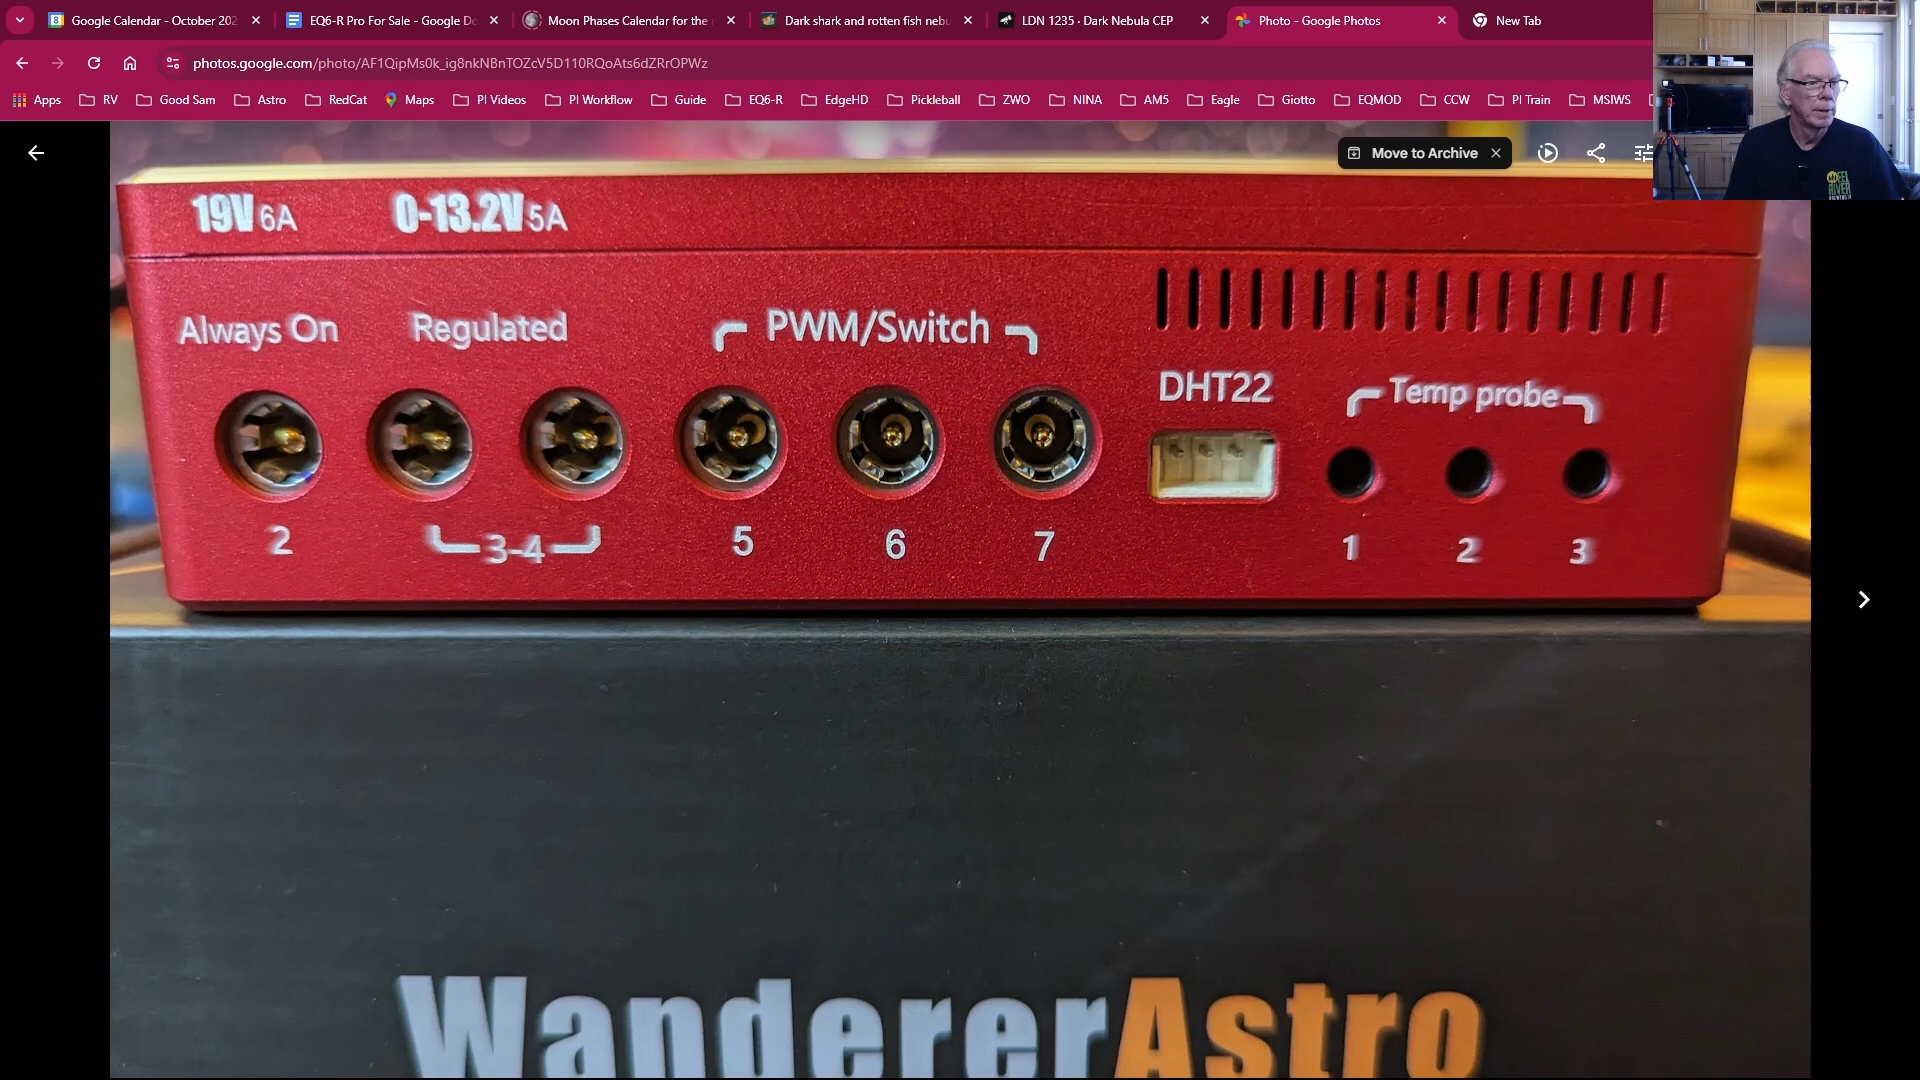 Google Calendar - October 202
EQ6-R Pro For Sale - Google Do
Moon Phases Calendar for the
Dark shark and rotten fish nebu
LDN 1235 · Dark Nebula CEP
Photo - Google Photos
New Tab
photos.google.com/photo/AF1QipMs0k_ig8nkNBnTOZcV5D110RQoAts6dZRrOPWz
Apps RV Good Sam Astro RedCat Maps PI Videos PI Workflow Guide EQ6-R EdgeHD Pickleball ZWO NINA AM5 Eagle Giotto EQMOD CCW PI Train MSIWS
Move to Archive
19V 6A
0-13.2V 5A
Always On
Regulated
PWM/Switch
DHT22
Temp probe
2
3-4
5
6
7
1
2
3
WandererAstro